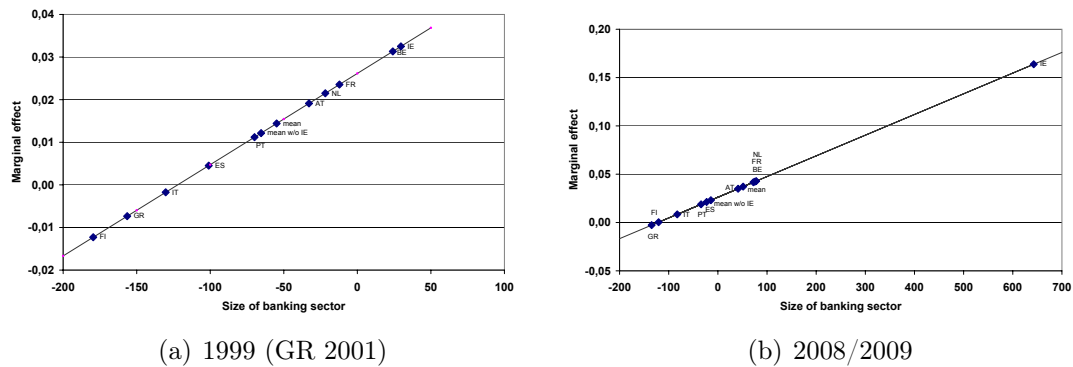 0,04
0,03
0,02
0,01
0,00
-0,01
-0,02
Marginal effect
IE
BE
FR
NL
AT
mean
mean w/o IE
PT
ES
IT
GR
FI
-200 -150 -100 -50 0 50 100
Size of banking sector
(a) 1999 (GR 2001)
0,20
0,15
0,10
0,05
0,00
-0,05
Marginal effect
IE
NL
FR
BE
AT
mean
mean w/o IE
ES
PT
IT
FI
GR
-200 -100 0 100 200 300 400 500 600 700
Size of banking sector
(b) 2008/2009